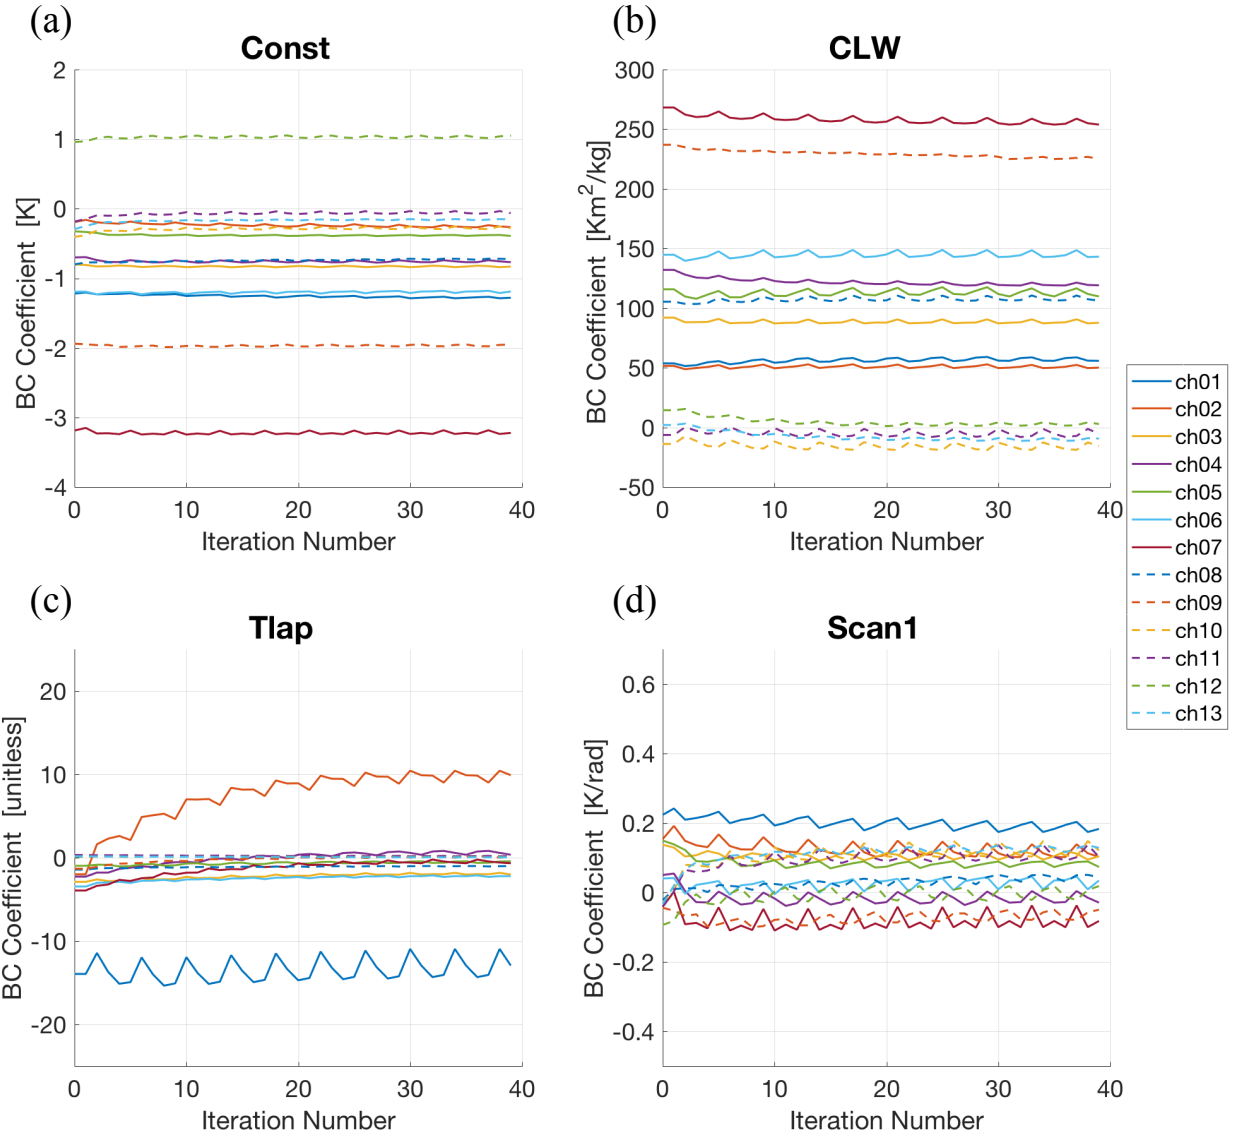 (a)
Const
2
1
0
-1
-2
-3
-4
BC Coefficient [K]
0 10 20 30 40
Iteration Number
(b)
CLW
300
250
200
150
100
50
0
-50
BC Coefficient [Km²/kg]
0 10 20 30 40
Iteration Number
(c)
Tlap
20
10
0
-10
-20
BC Coefficient [unitless]
0 10 20 30 40
Iteration Number
(d)
Scan1
0.6
0.4
0.2
0
-0.2
-0.4
BC Coefficient [K/rad]
0 10 20 30 40
Iteration Number
ch01
ch02
ch03
ch04
ch05
ch06
ch07
ch08
ch09
ch10
ch11
ch12
ch13